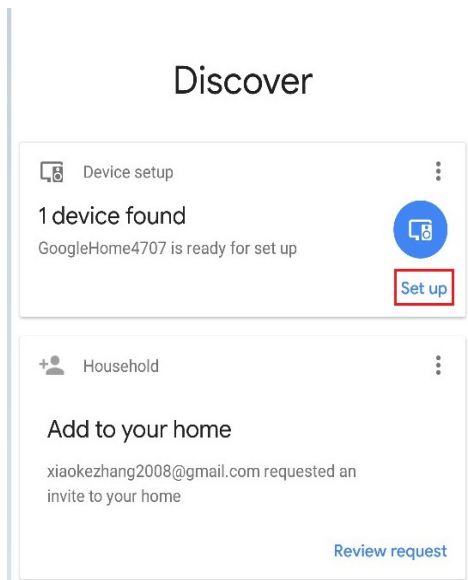 Discover
Device setup
1 device found
GoogleHome4707 is ready for set up
Set up
Household
Add to your home
xiaokezhang2008@gmail.com requested an
invite to your home
Review request